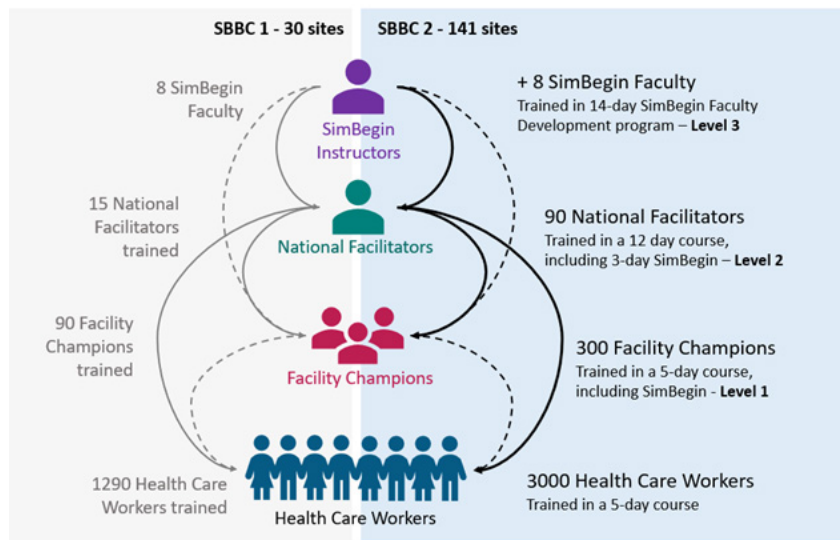 SBBC 1 - 30 sites
SBBC 2 - 141 sites
8 SimBegin
Faculty
SimBegin
Instructors
+ 8 SimBegin Faculty
Trained in 14-day SimBegin Faculty
Development program – Level 3
15 National
Facilitators
trained
National Facilitators
90 National Facilitators
Trained in a 12 day course,
including 3-day SimBegin – Level 2
90 Facility
Champions
trained
Facility Champions
300 Facility Champions
Trained in a 5-day course,
including SimBegin - Level 1
1290 Health Care
Workers trained
Health Care Workers
3000 Health Care Workers
Trained in a 5-day course